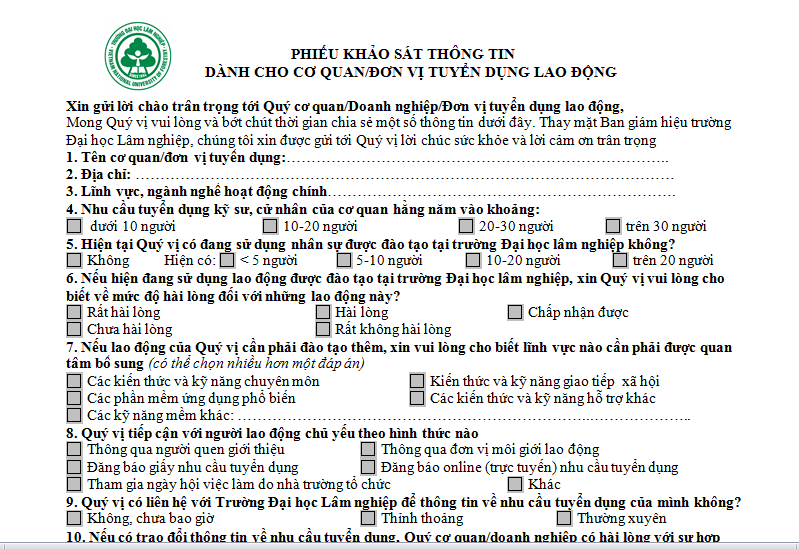 TRƯỜNG ĐẠI HỌC LÂM NGHIỆP
VIETNAM NATIONAL UNIVERSITY OF FORESTRY
PHIẾU KHẢO SÁT THÔNG TIN
DÀNH CHO CƠ QUAN/ĐƠN VỊ TUYỂN DỤNG LAO ĐỘNG
Xin gửi lời chào trân trọng tới Quý cơ quan/Doanh nghiệp/Đơn vị tuyển dụng lao động,
Mong Quý vị vui lòng và bớt chút thời gian chia sẻ một số thông tin dưới đây. Thay mặt Ban giám hiệu trường
Đại học Lâm nghiệp, chúng tôi xin được gửi tới Quý vị lời chúc sức khỏe và lời cảm ơn trân trọng
1. Tên cơ quan/đơn vị tuyển dụng:……………………………………………………………………….
2. Địa chỉ: ……………………………………………………………………………………………………
3. Lĩnh vực, ngành nghề hoạt động chính…………………………………………………………………
4. Nhu cầu tuyển dụng kỹ sư, cử nhân của cơ quan hằng năm vào khoảng:
dưới 10 người 10-20 người 20-30 người trên 30 người
5. Hiện tại Quý vị có đang sử dụng nhân sự được đào tạo tại trường Đại học lâm nghiệp không?
Không Hiện có: < 5 người 5-10 người 10-20 người trên 20 người
6. Nếu hiện đang sử dụng lao động được đào tạo tại trường Đại học lâm nghiệp, xin Quý vị vui lòng cho
biết về mức độ hài lòng đối với những lao động này?
Rất hài lòng Hài lòng Chấp nhận được
Chưa hài lòng Rất không hài lòng
7. Nếu lao động của Quý vị cần phải đào tạo thêm, xin vui lòng cho biết lĩnh vực nào cần phải được quan
tâm bổ sung (có thể chọn nhiều hơn một đáp án)
Các kiến thức và kỹ năng chuyên môn Kiến thức và kỹ năng giao tiếp xã hội
Các phần mềm ứng dụng phổ biến Các kiến thức và kỹ năng hỗ trợ khác
Các kỹ năng mềm khác: …………………………………………………………………………………..
8. Quý vị tiếp cận với người lao động chủ yếu theo hình thức nào
Thông qua người quen giới thiệu Thông qua đơn vị môi giới lao động
Đăng báo giấy nhu cầu tuyển dụng Đăng báo online (trực tuyến) nhu cầu tuyển dụng
Tham gia ngày hội việc làm do nhà trường tổ chức Khác
9. Quý vị có liên hệ với Trường Đại học Lâm nghiệp để thông tin về nhu cầu tuyển dụng của mình không?
Không, chưa bao giờ Thỉnh thoảng Thường xuyên
10. Nếu có trao đổi thông tin về nhu cầu tuyển dụng, Quý cơ quan/doanh nghiệp có hài lòng với sự hợp